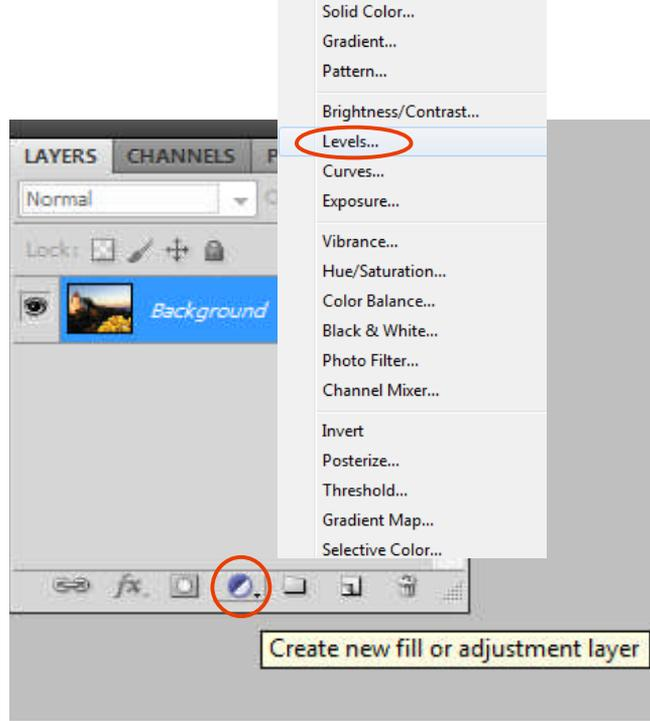 Solid Color...
Gradient...
Pattern...
Brightness/Contrast...
Levels...
Curves...
Exposure...
Vibrance...
Hue/Saturation...
Color Balance...
Black & White...
Photo Filter...
Channel Mixer...
Invert
Posterize...
Threshold...
Gradient Map...
Selective Color...
LAYERS CHANNELS P
Normal
Lock:
Background
fx.
Create new fill or adjustment layer